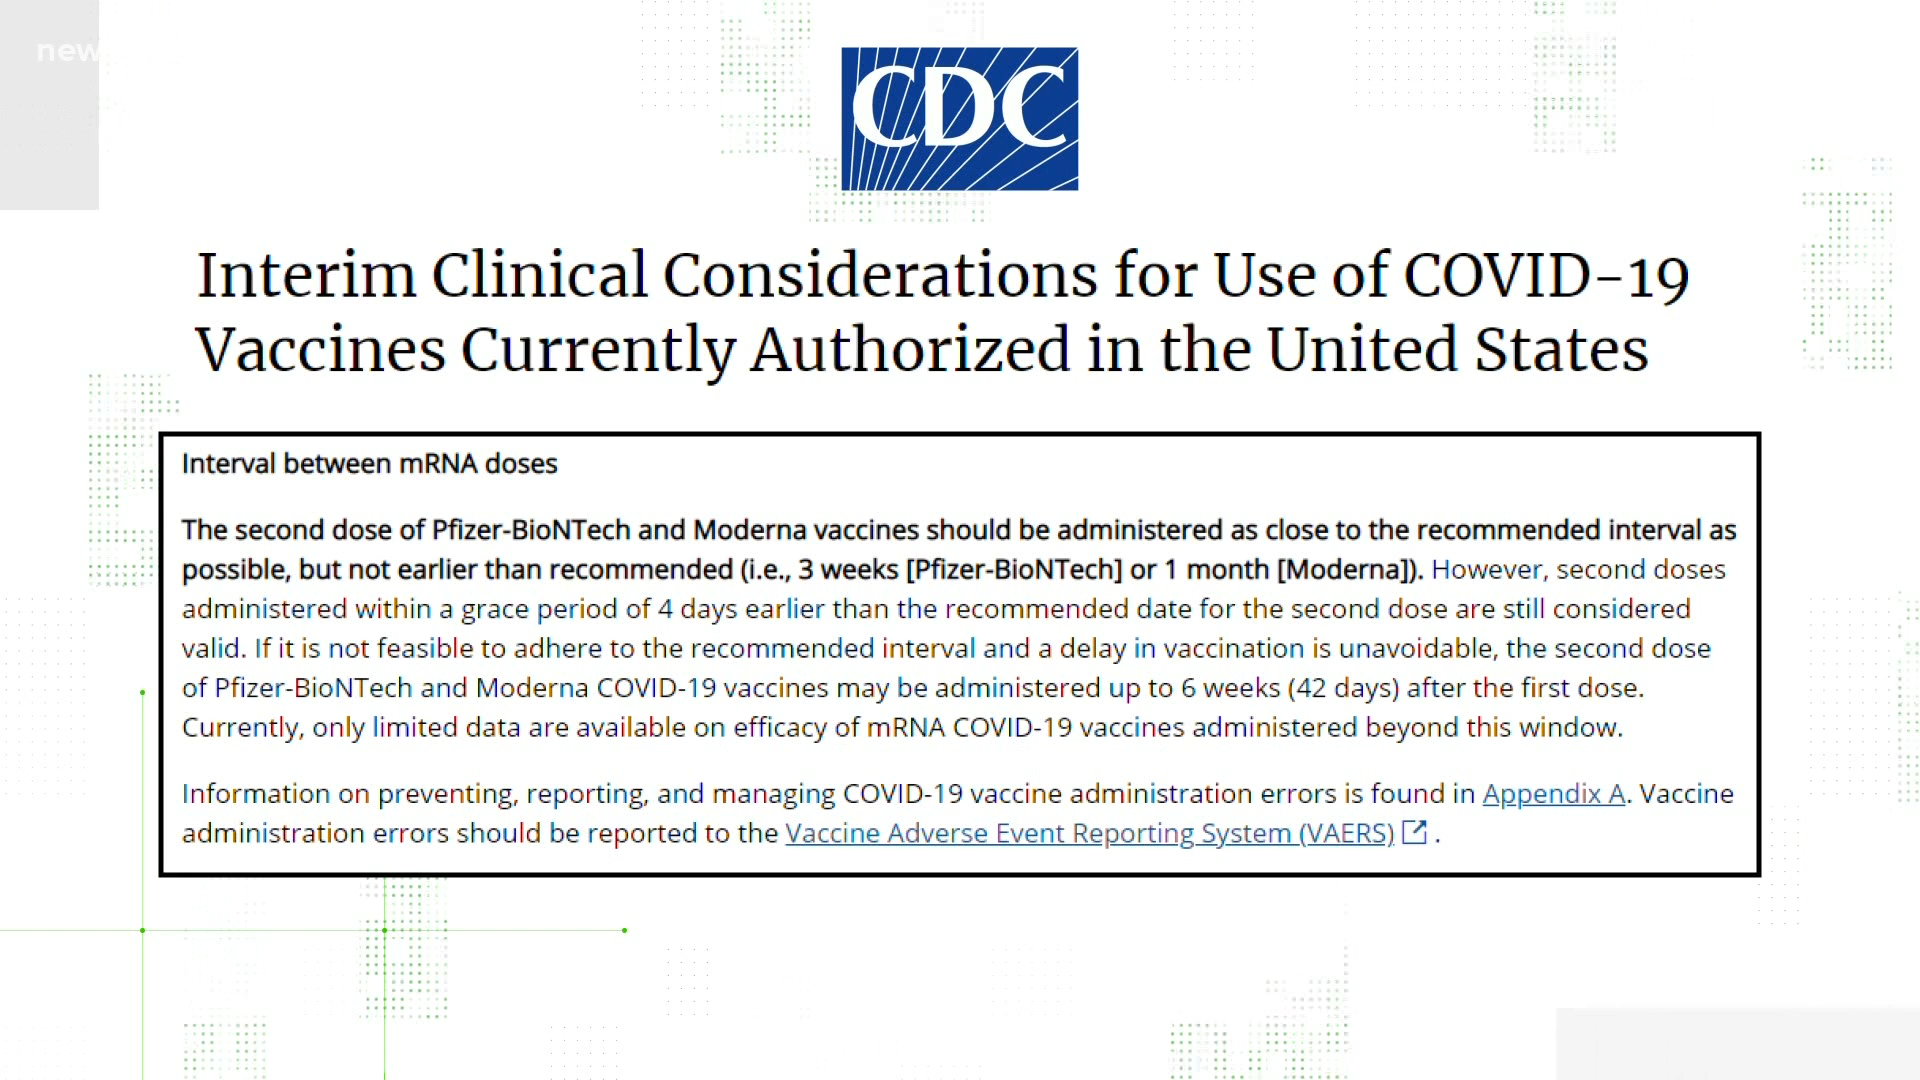 new
CDC
Interim Clinical Considerations for Use of COVID-19
Vaccines Currently Authorized in the United States
Interval between mRNA doses
The second dose of Pfizer-BioNTech and Moderna vaccines should be administered as close to the recommended interval as
possible, but not earlier than recommended (i.e., 3 weeks [Pfizer-BioNTech] or 1 month [Moderna]). However, second doses
administered within a grace period of 4 days earlier than the recommended date for the second dose are still considered
valid. If it is not feasible to adhere to the recommended interval and a delay in vaccination is unavoidable, the second dose
of Pfizer-BioNTech and Moderna COVID-19 vaccines may be administered up to 6 weeks (42 days) after the first dose.
Currently, only limited data are available on efficacy of mRNA COVID-19 vaccines administered beyond this window.
Information on preventing, reporting, and managing COVID-19 vaccine administration errors is found in Appendix A. Vaccine
administration errors should be reported to the Vaccine Adverse Event Reporting System (VAERS) .